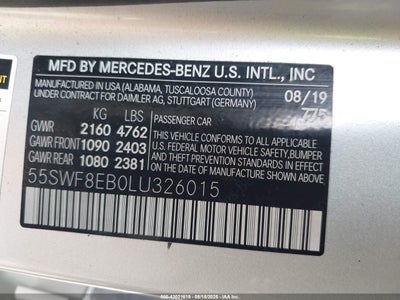 MFD BY MERCEDES-BENZ U.S. INTL., INC
MANUFACTURED IN USA (ALABAMA, TUSCALOOSA COUNTY)
UNDER CONTRACT FOR DAIMLER AG, STUTTGART (GERMANY)
08/19
775
KG LBS
PASSENGER CAR
GVWR 2160 4762
GAWR FRONT 1090 2403
GAWR REAR 1080 2381
THIS VEHICLE CONFORMS TO ALL APPLICABLE
U.S. FEDERAL MOTOR VEHICLE SAFETY, BUMPER,
AND THEFT PREVENTION STANDARDS IN EFFECT
ON THE DATE OF MANUFACTURE SHOWN ABOVE
55SWF8EB0LU326015